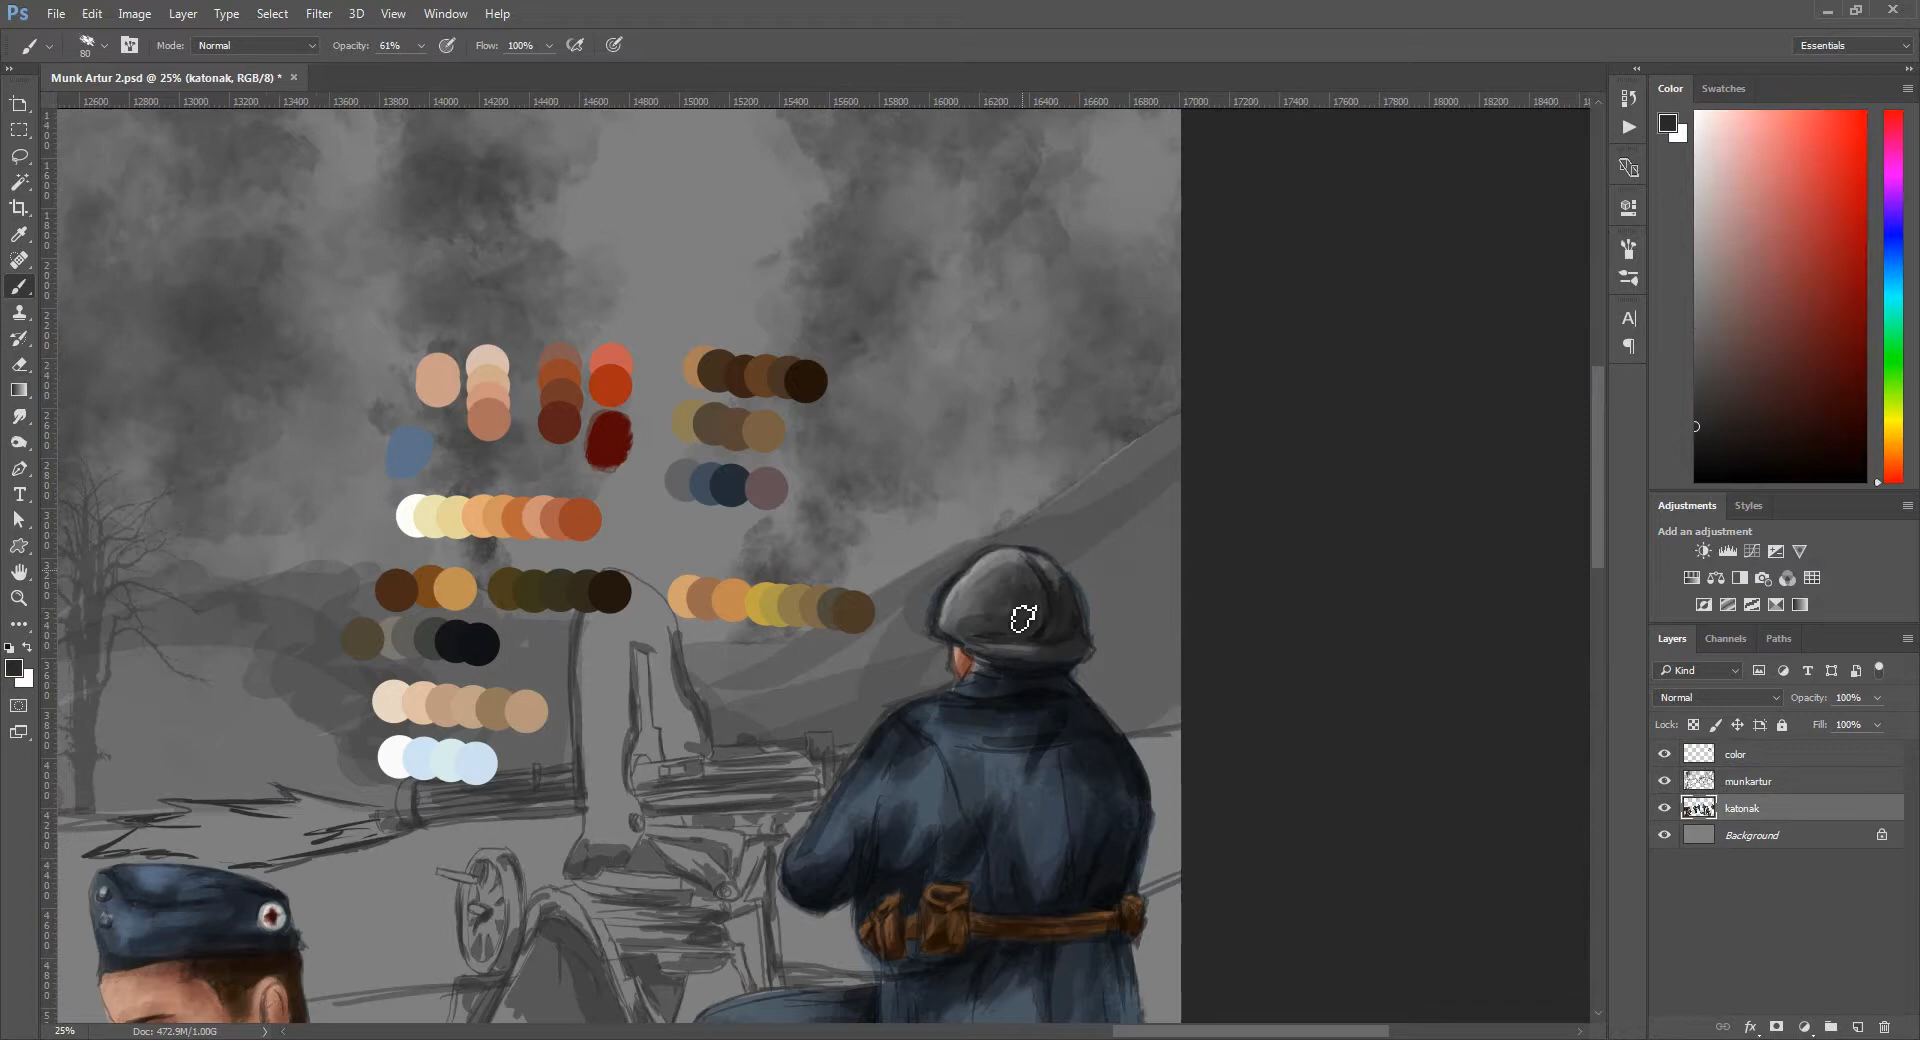 Ps File Edit Image Layer Type Select Filter 3D View Window Help
80 Mode: Normal Opacity: 61% Flow: 100% Essentials
Munk Artur 2.psd @ 25% (katonak, RGB/8) * ×
12600 12800 13000 13200 13400 13600 13800 14000 14200 14400 14600 14800 15000 15200 15400 15600 15800 16000 16200 16400 16600 16800 17000 17200 17400 17600 17800 18000 18200 18400
Color Swatches
Adjustments Styles
Add an adjustment
Layers Channels Paths
Kind
Normal Opacity: 100%
Lock: Fill: 100%
color
munkartur
katonak
Background
25% Doc: 472.9M/1.00G